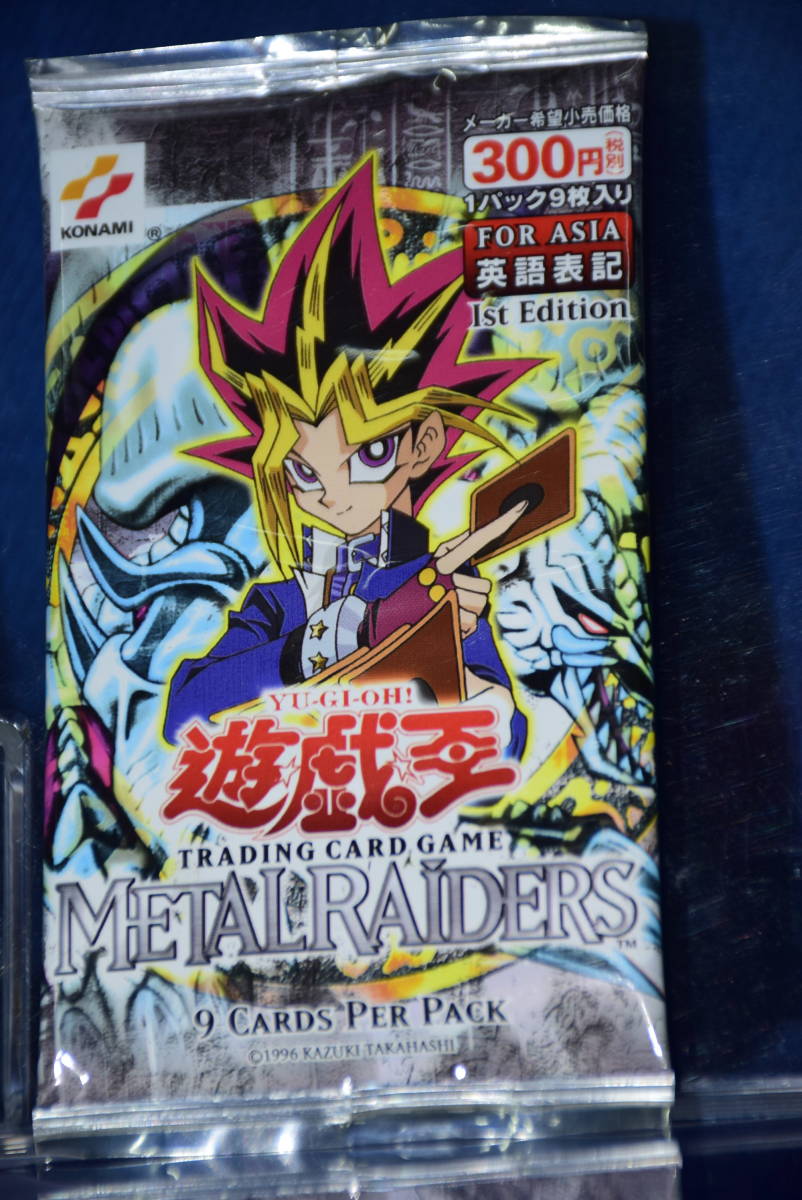 メーカー希望小売価格
300円(税別)
1パック9枚入り
FOR ASIA
英語表記
1st Edition
KONAMI ®
YU-GI-OH!
遊戯王
TRADING CARD GAME
METAL RAIDERS™
9 CARDS PER PACK
©1996 KAZUKI TAKAHASHI